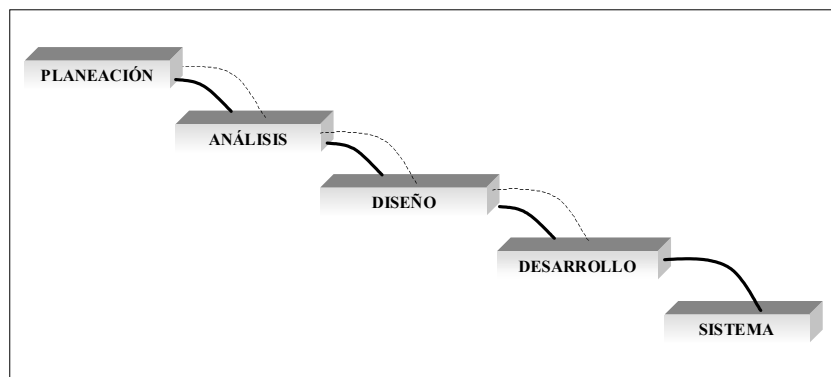 PLANEACIÓN
ANÁLISIS
DISEÑO
DESARROLLO
SISTEMA